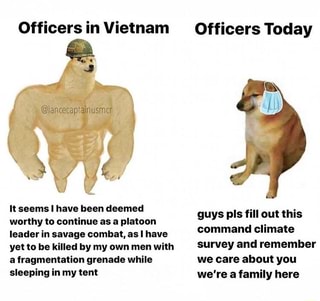 Officers in Vietnam
Officers Today
@lancecaptainusmcr
It seems I have been deemed
worthy to continue as a platoon
leader in savage combat, as I have
yet to be killed by my own men with
a fragmentation grenade while
sleeping in my tent
guys pls fill out this
command climate
survey and remember
we care about you
we're a family here